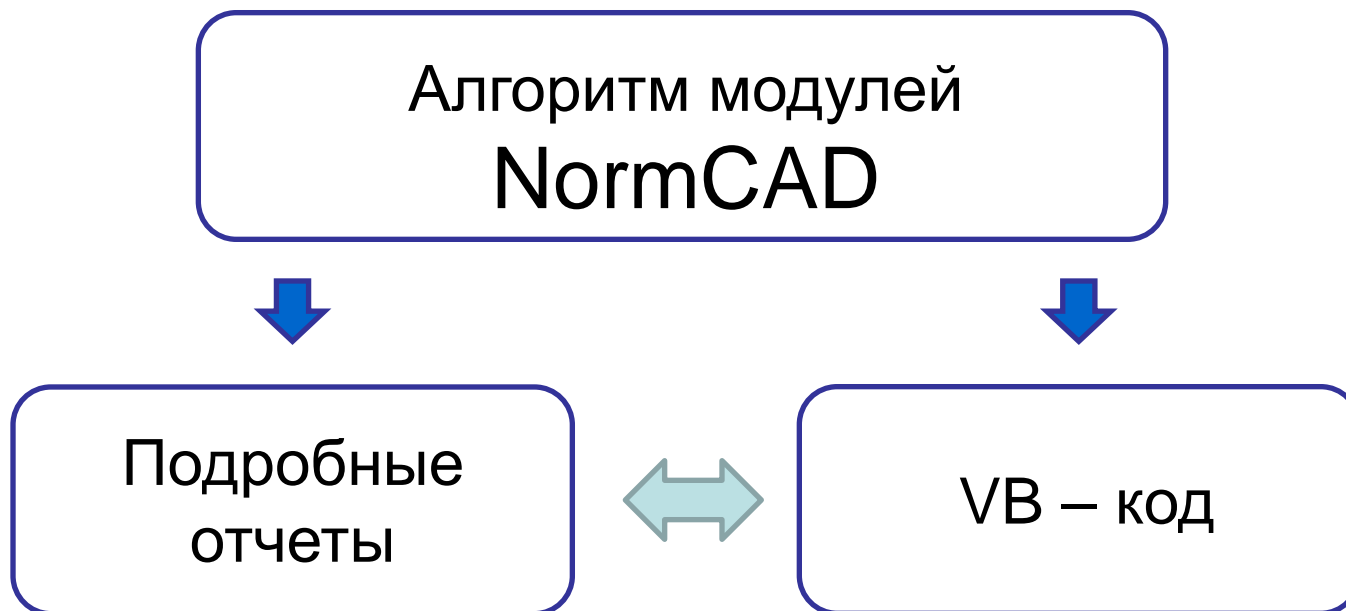 Алгоритм модулей
NormCAD
Подробные
отчеты
VB – код